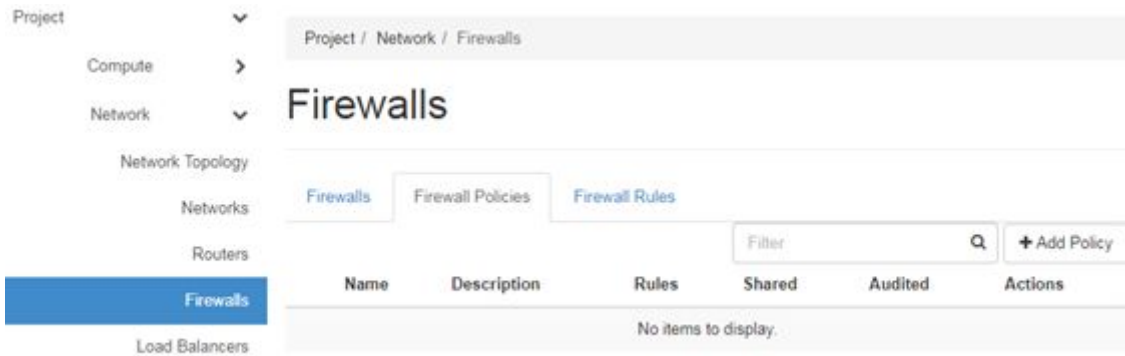 Project
Compute
Network
Network Topology
Networks
Routers
Firewalls
Load Balancers
Project / Network / Firewalls
Firewalls
Firewalls Firewall Policies Firewall Rules
Filter + Add Policy
Name Description Rules Shared Audited Actions
No items to display.